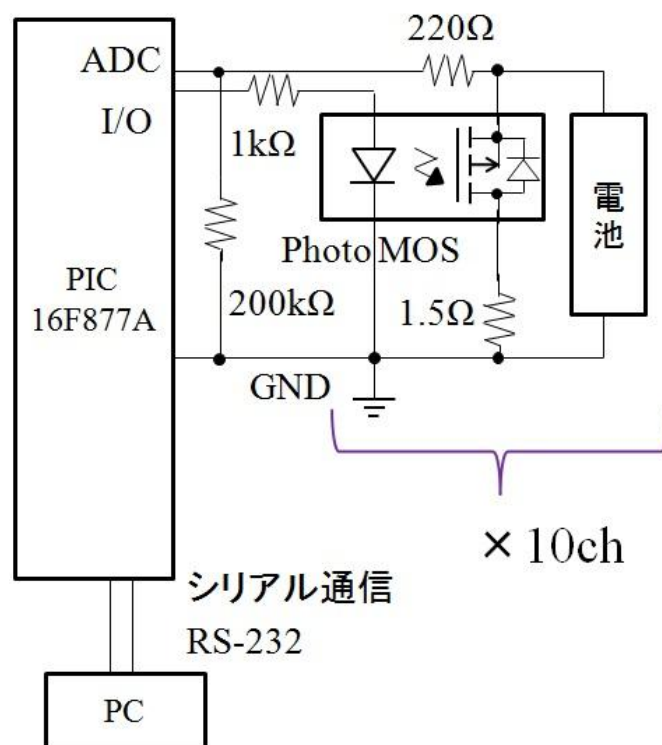 220Ω
ADC
I/O
1kΩ
電池
Photo MOS
PIC
16F877A
200kΩ
1.5Ω
GND
×10ch
シリアル通信
RS-232
PC